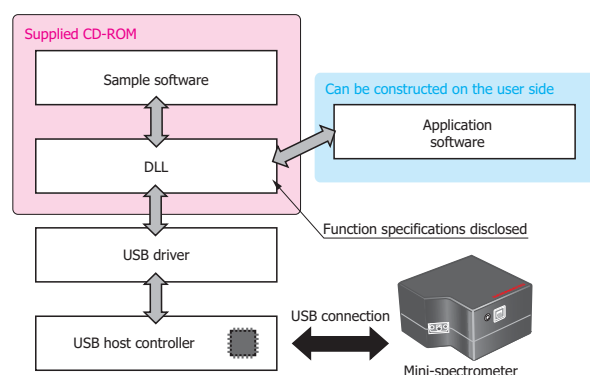 Supplied CD-ROM
Sample software
Can be constructed on the user side
Application
software
DLL
Function specifications disclosed
USB driver
USB connection
USB host controller
Mini-spectrometer